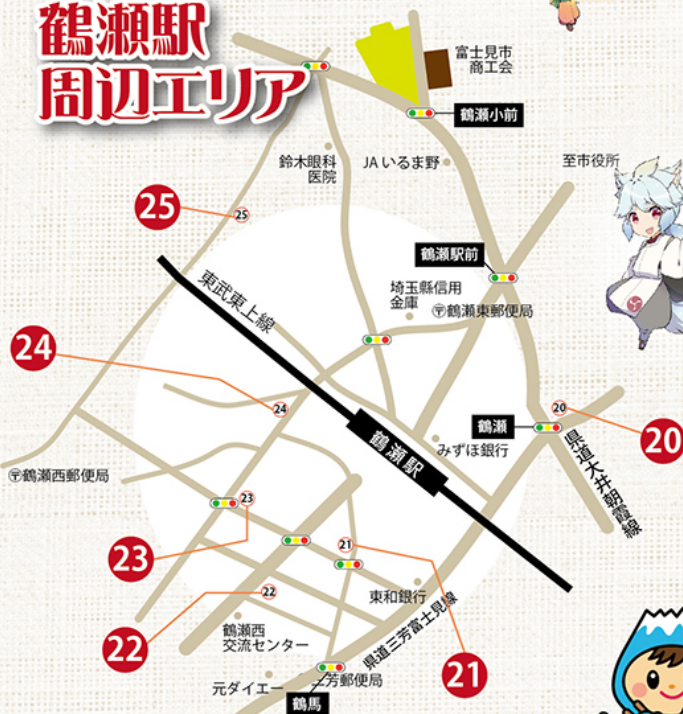 鶴瀬駅
周辺エリア
富士見市
商工会
鶴瀬小前
鈴木眼科
医院
JAいるま野
至市役所
25
25
鶴瀬駅前
東武東上線
埼玉縣信用
金庫
〒鶴瀬東郵便局
24
24
20
20
鶴瀬
鶴瀬駅
みずほ銀行
県道大井朝霞線
〒鶴瀬西郵便局
23
23
21
22
22
東和銀行
県道三芳富士見線
鶴瀬西
交流センター
21
元ダイエー
三芳郵便局
鶴馬